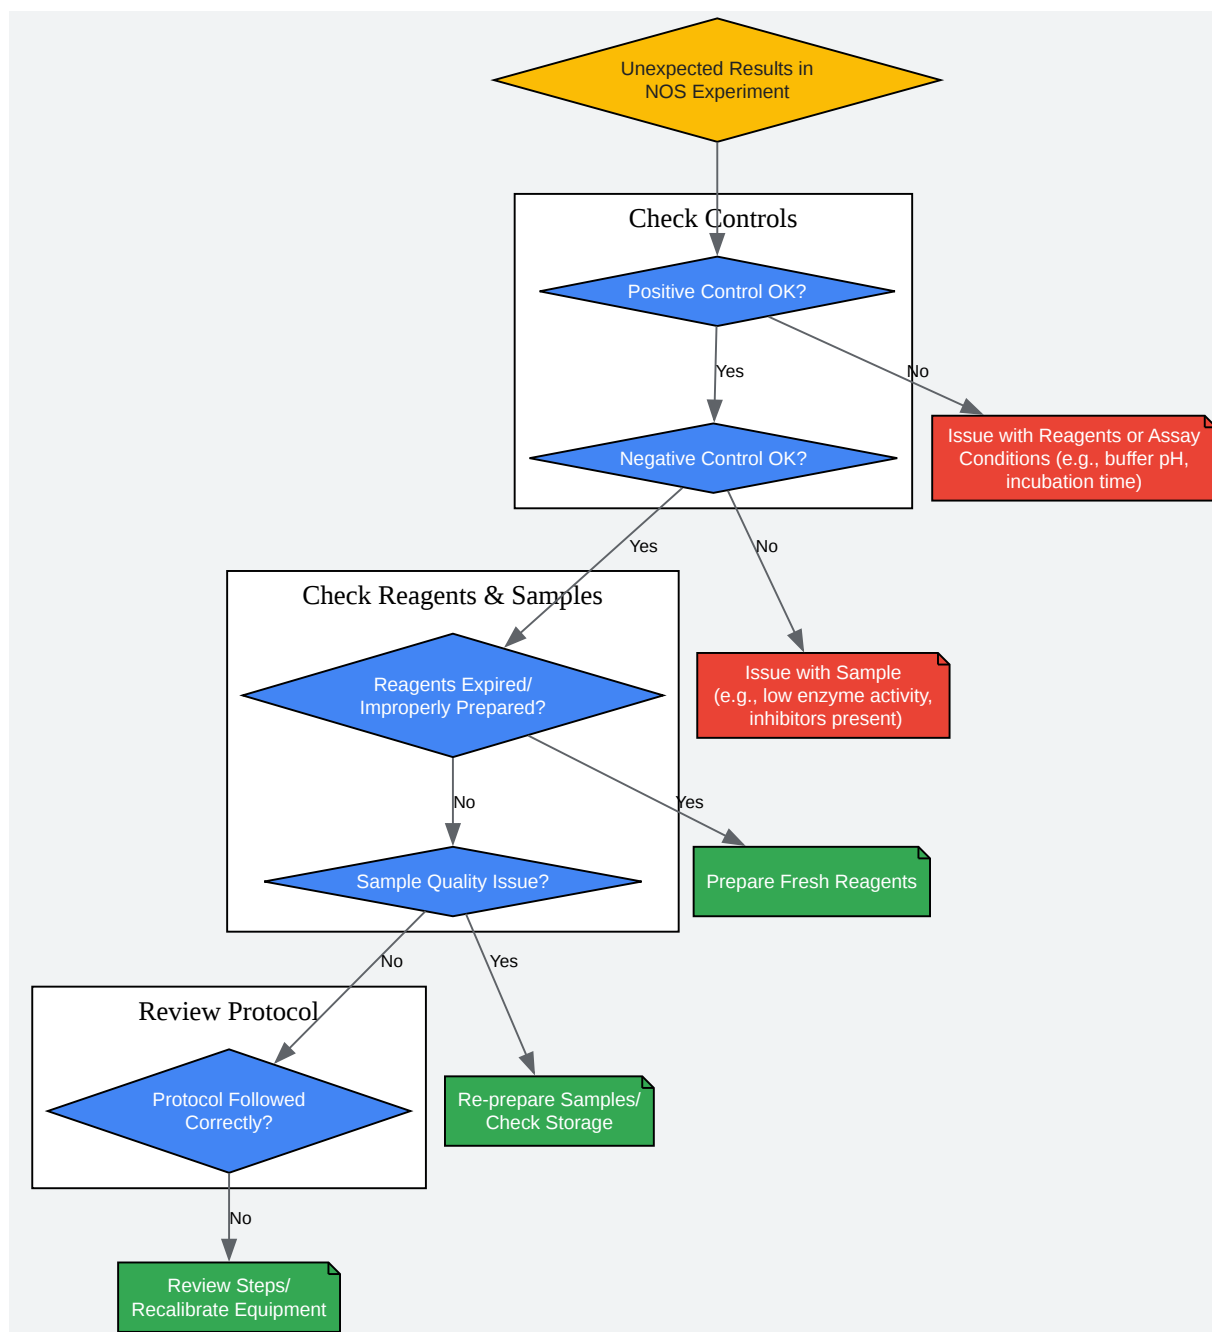 Unexpected Results in
NOS Experiment
Check Controls
Positive Control OK?
Yes
No
Issue with Reagents or Assay
Conditions (e.g., buffer pH,
incubation time)
Negative Control OK?
Yes
No
Check Reagents & Samples
Issue with Sample
(e.g., low enzyme activity,
inhibitors present)
Reagents Expired/
Improperly Prepared?
No
Yes
Prepare Fresh Reagents
Sample Quality Issue?
No
Yes
Review Protocol
Re-prepare Samples/
Check Storage
Protocol Followed
Correctly?
No
Review Steps/
Recalibrate Equipment